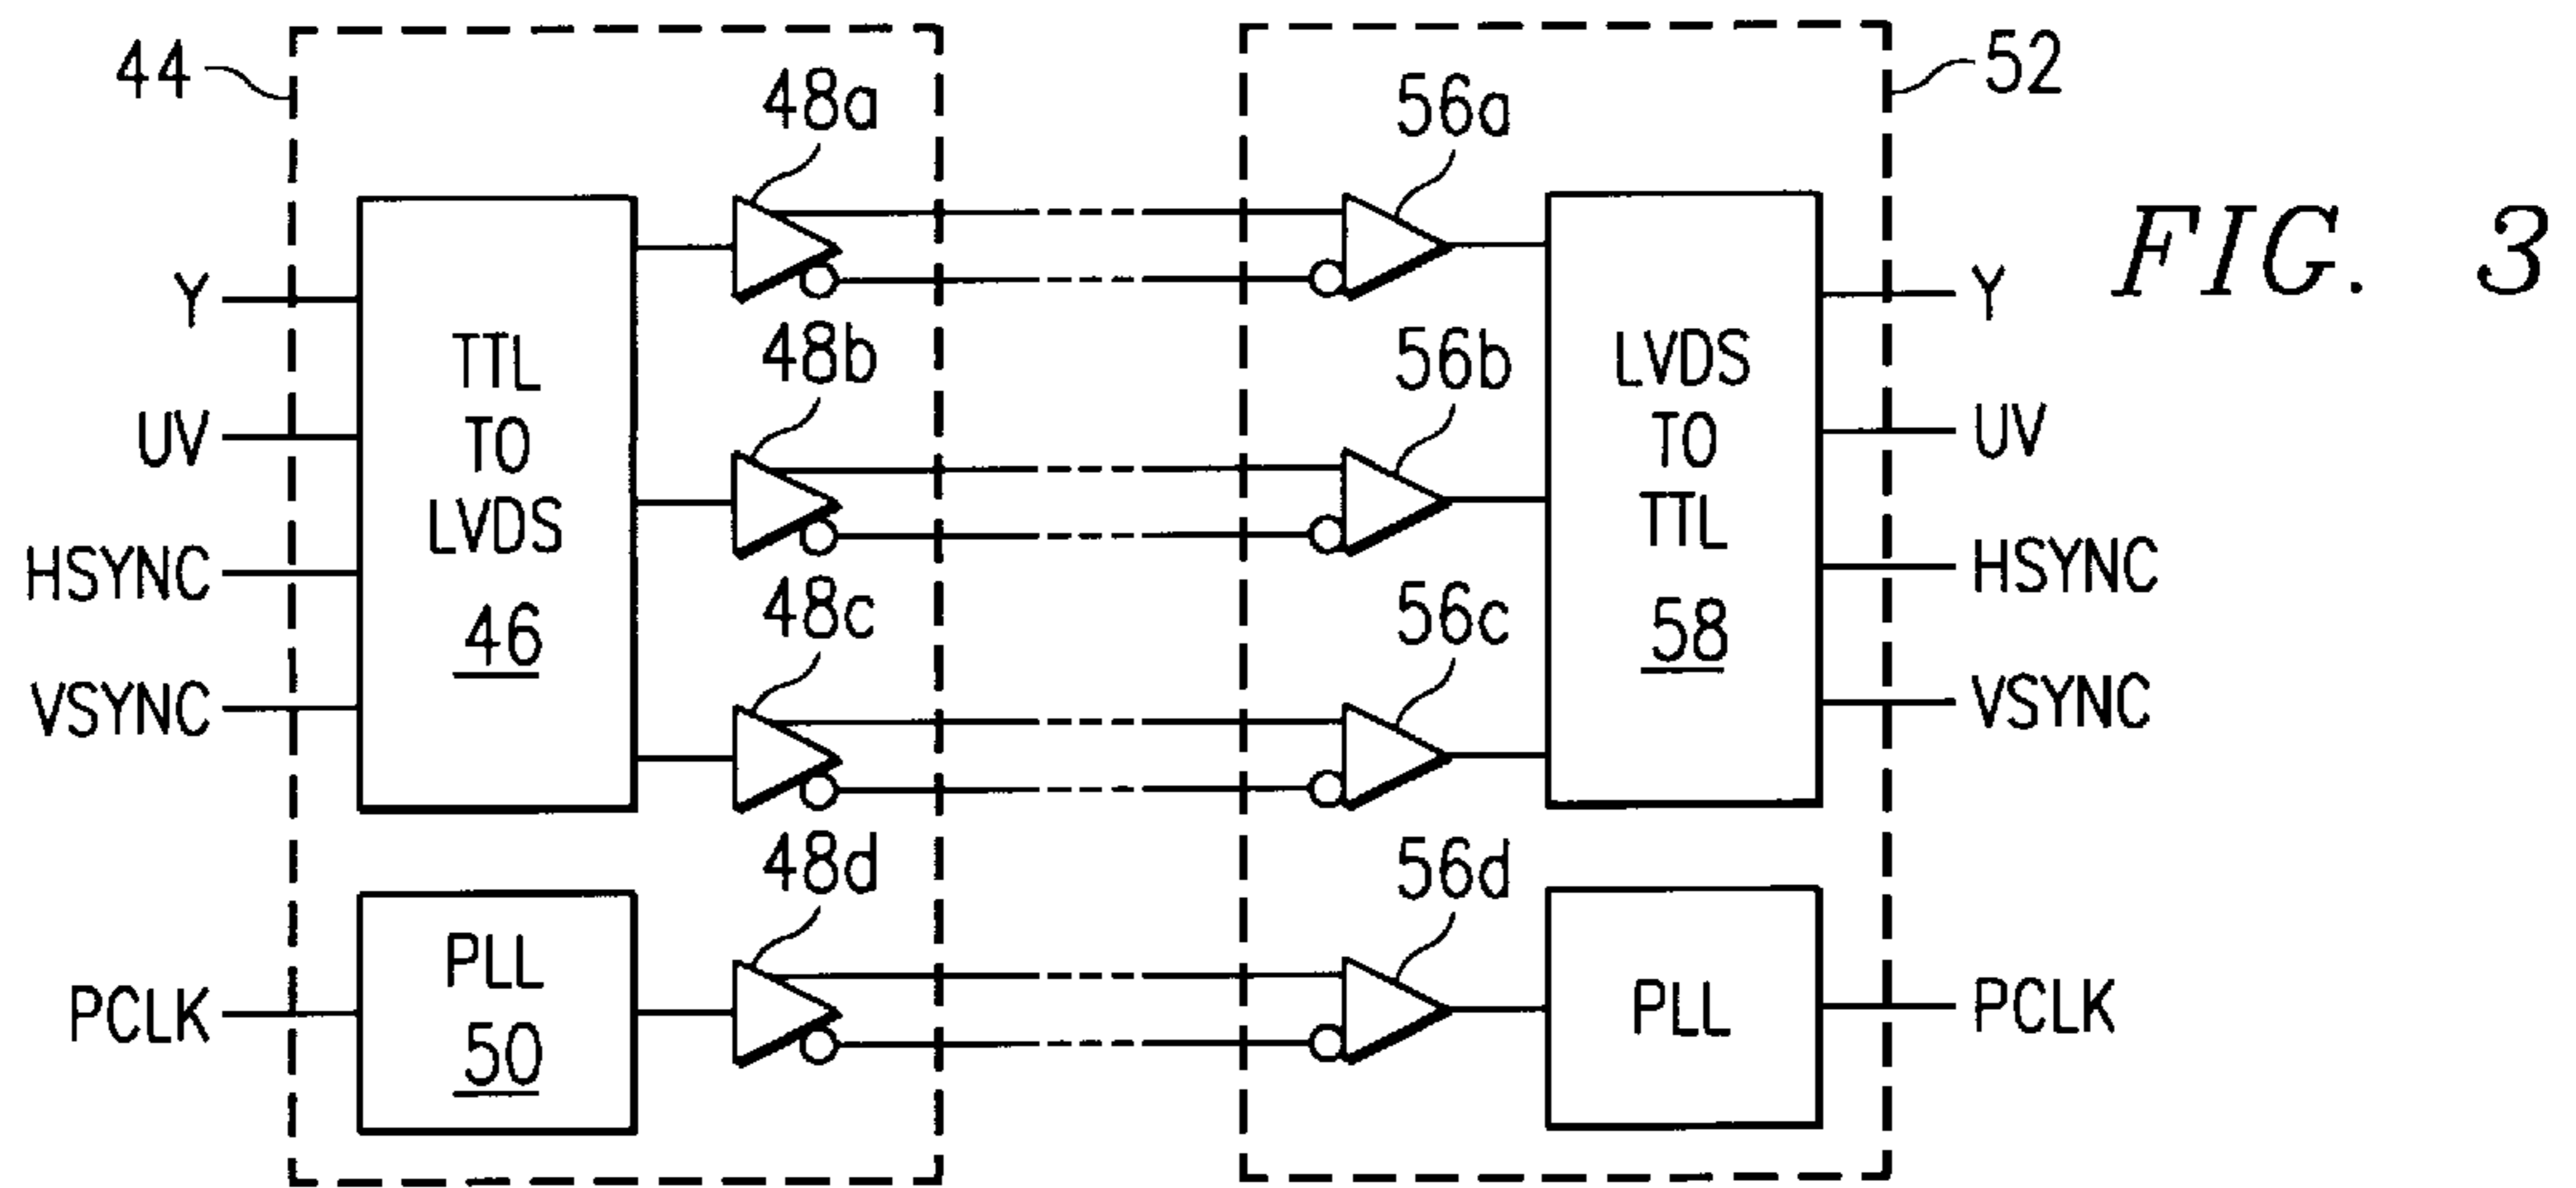 44
48a
56a
52
FIG. 3
Y
UV
HSYNC
VSYNC
TTL
TO
LVDS
46
48b
48c
56b
56c
LVDS
TO
TTL
58
Y
UV
HSYNC
VSYNC
PCLK
PLL
50
48d
56d
PLL
PCLK